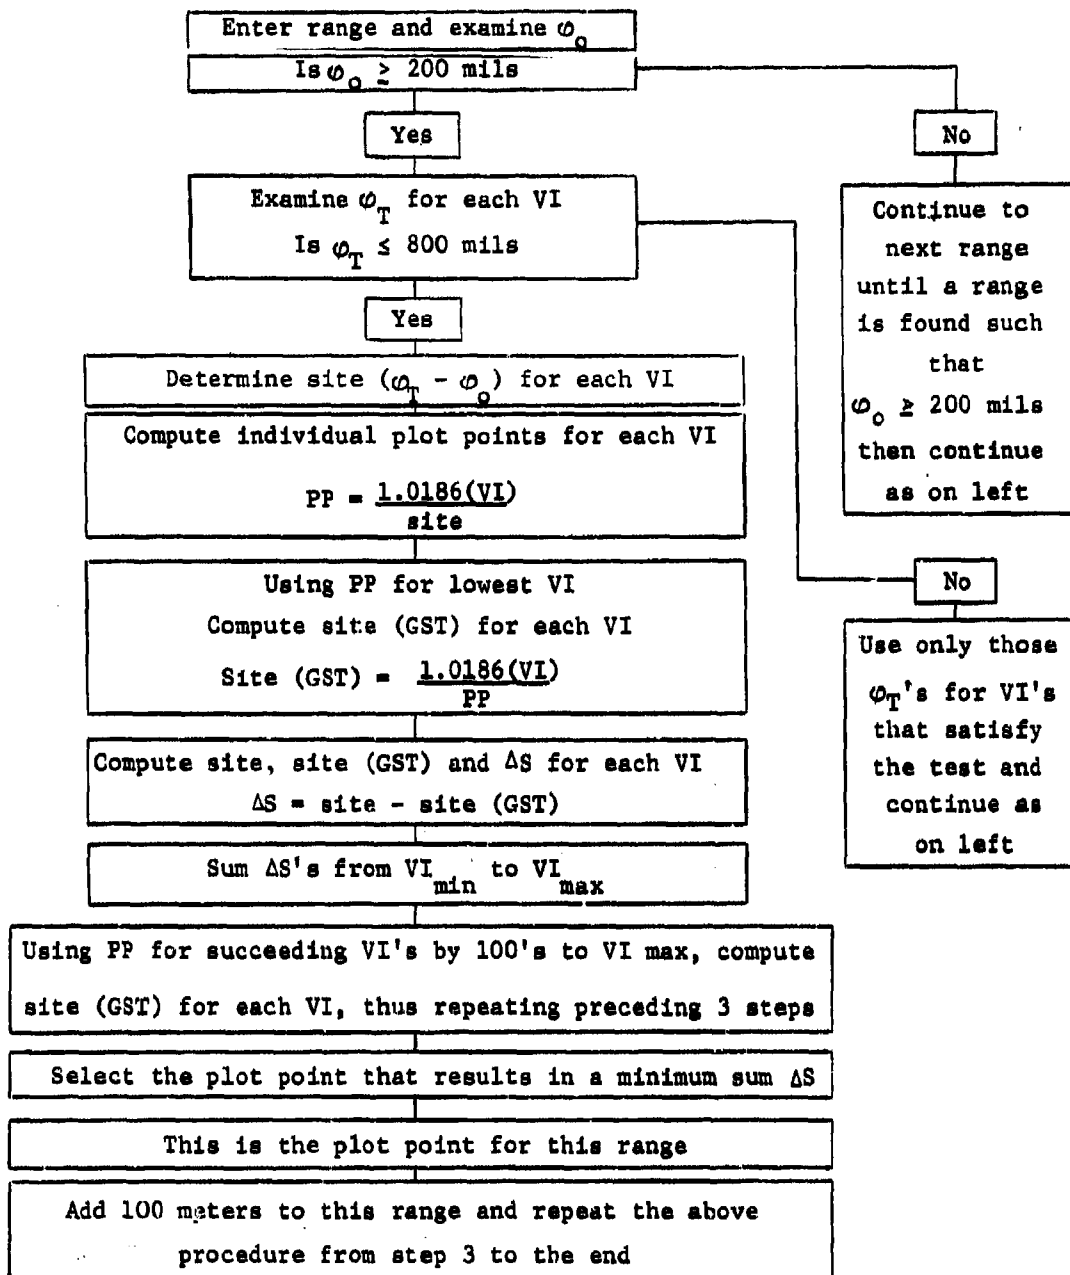 Enter range and examine φo
Is φo ≥ 200 mils
Yes
No
Examine φT for each VI
Is φT ≤ 800 mils
Continue to
next range
until a range
is found such
that
φo ≥ 200 mils
then continue
as on left
Yes
Determine site (φT - φo) for each VI
Compute individual plot points for each VI
PP = 1.0186(VI)
site
Using PP for lowest VI
Compute site (GST) for each VI
Site (GST) = 1.0186(VI)
PP
No
Use only those
φT's for VI's
that satisfy
the test and
continue as
on left
Compute site, site (GST) and ΔS for each VI
ΔS = site - site (GST)
Sum ΔS's from VI min to VI max
Using PP for succeeding VI's by 100's to VI max, compute
site (GST) for each VI, thus repeating preceding 3 steps
Select the plot point that results in a minimum sum ΔS
This is the plot point for this range
Add 100 meters to this range and repeat the above
procedure from step 3 to the end